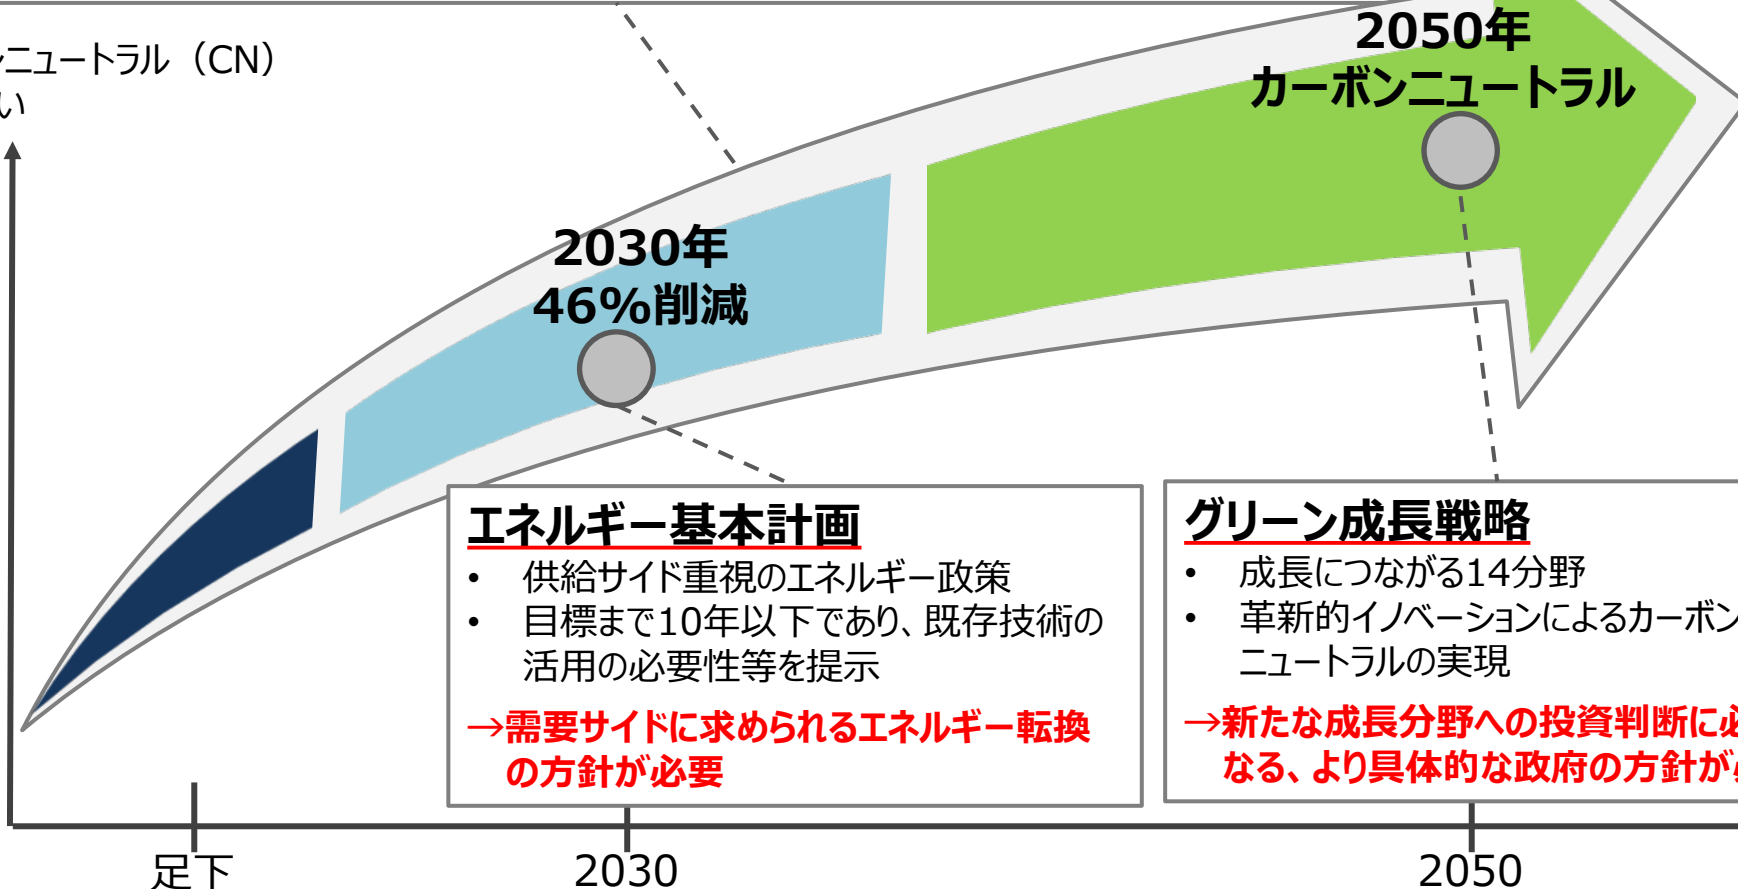 ンニュートラル（CN）
い
2050年
カーボンニュートラル
2030年
46%削減
エネルギー基本計画
• 供給サイド重視のエネルギー政策
• 目標まで10年以下であり、既存技術の
活用の必要性等を提示
→需要サイドに求められるエネルギー転換
の方針が必要
グリーン成長戦略
• 成長につながる14分野
• 革新的イノベーションによるカーボン
ニュートラルの実現
→新たな成長分野への投資判断に必
なる、より具体的な政府の方針が
足下
2030
2050